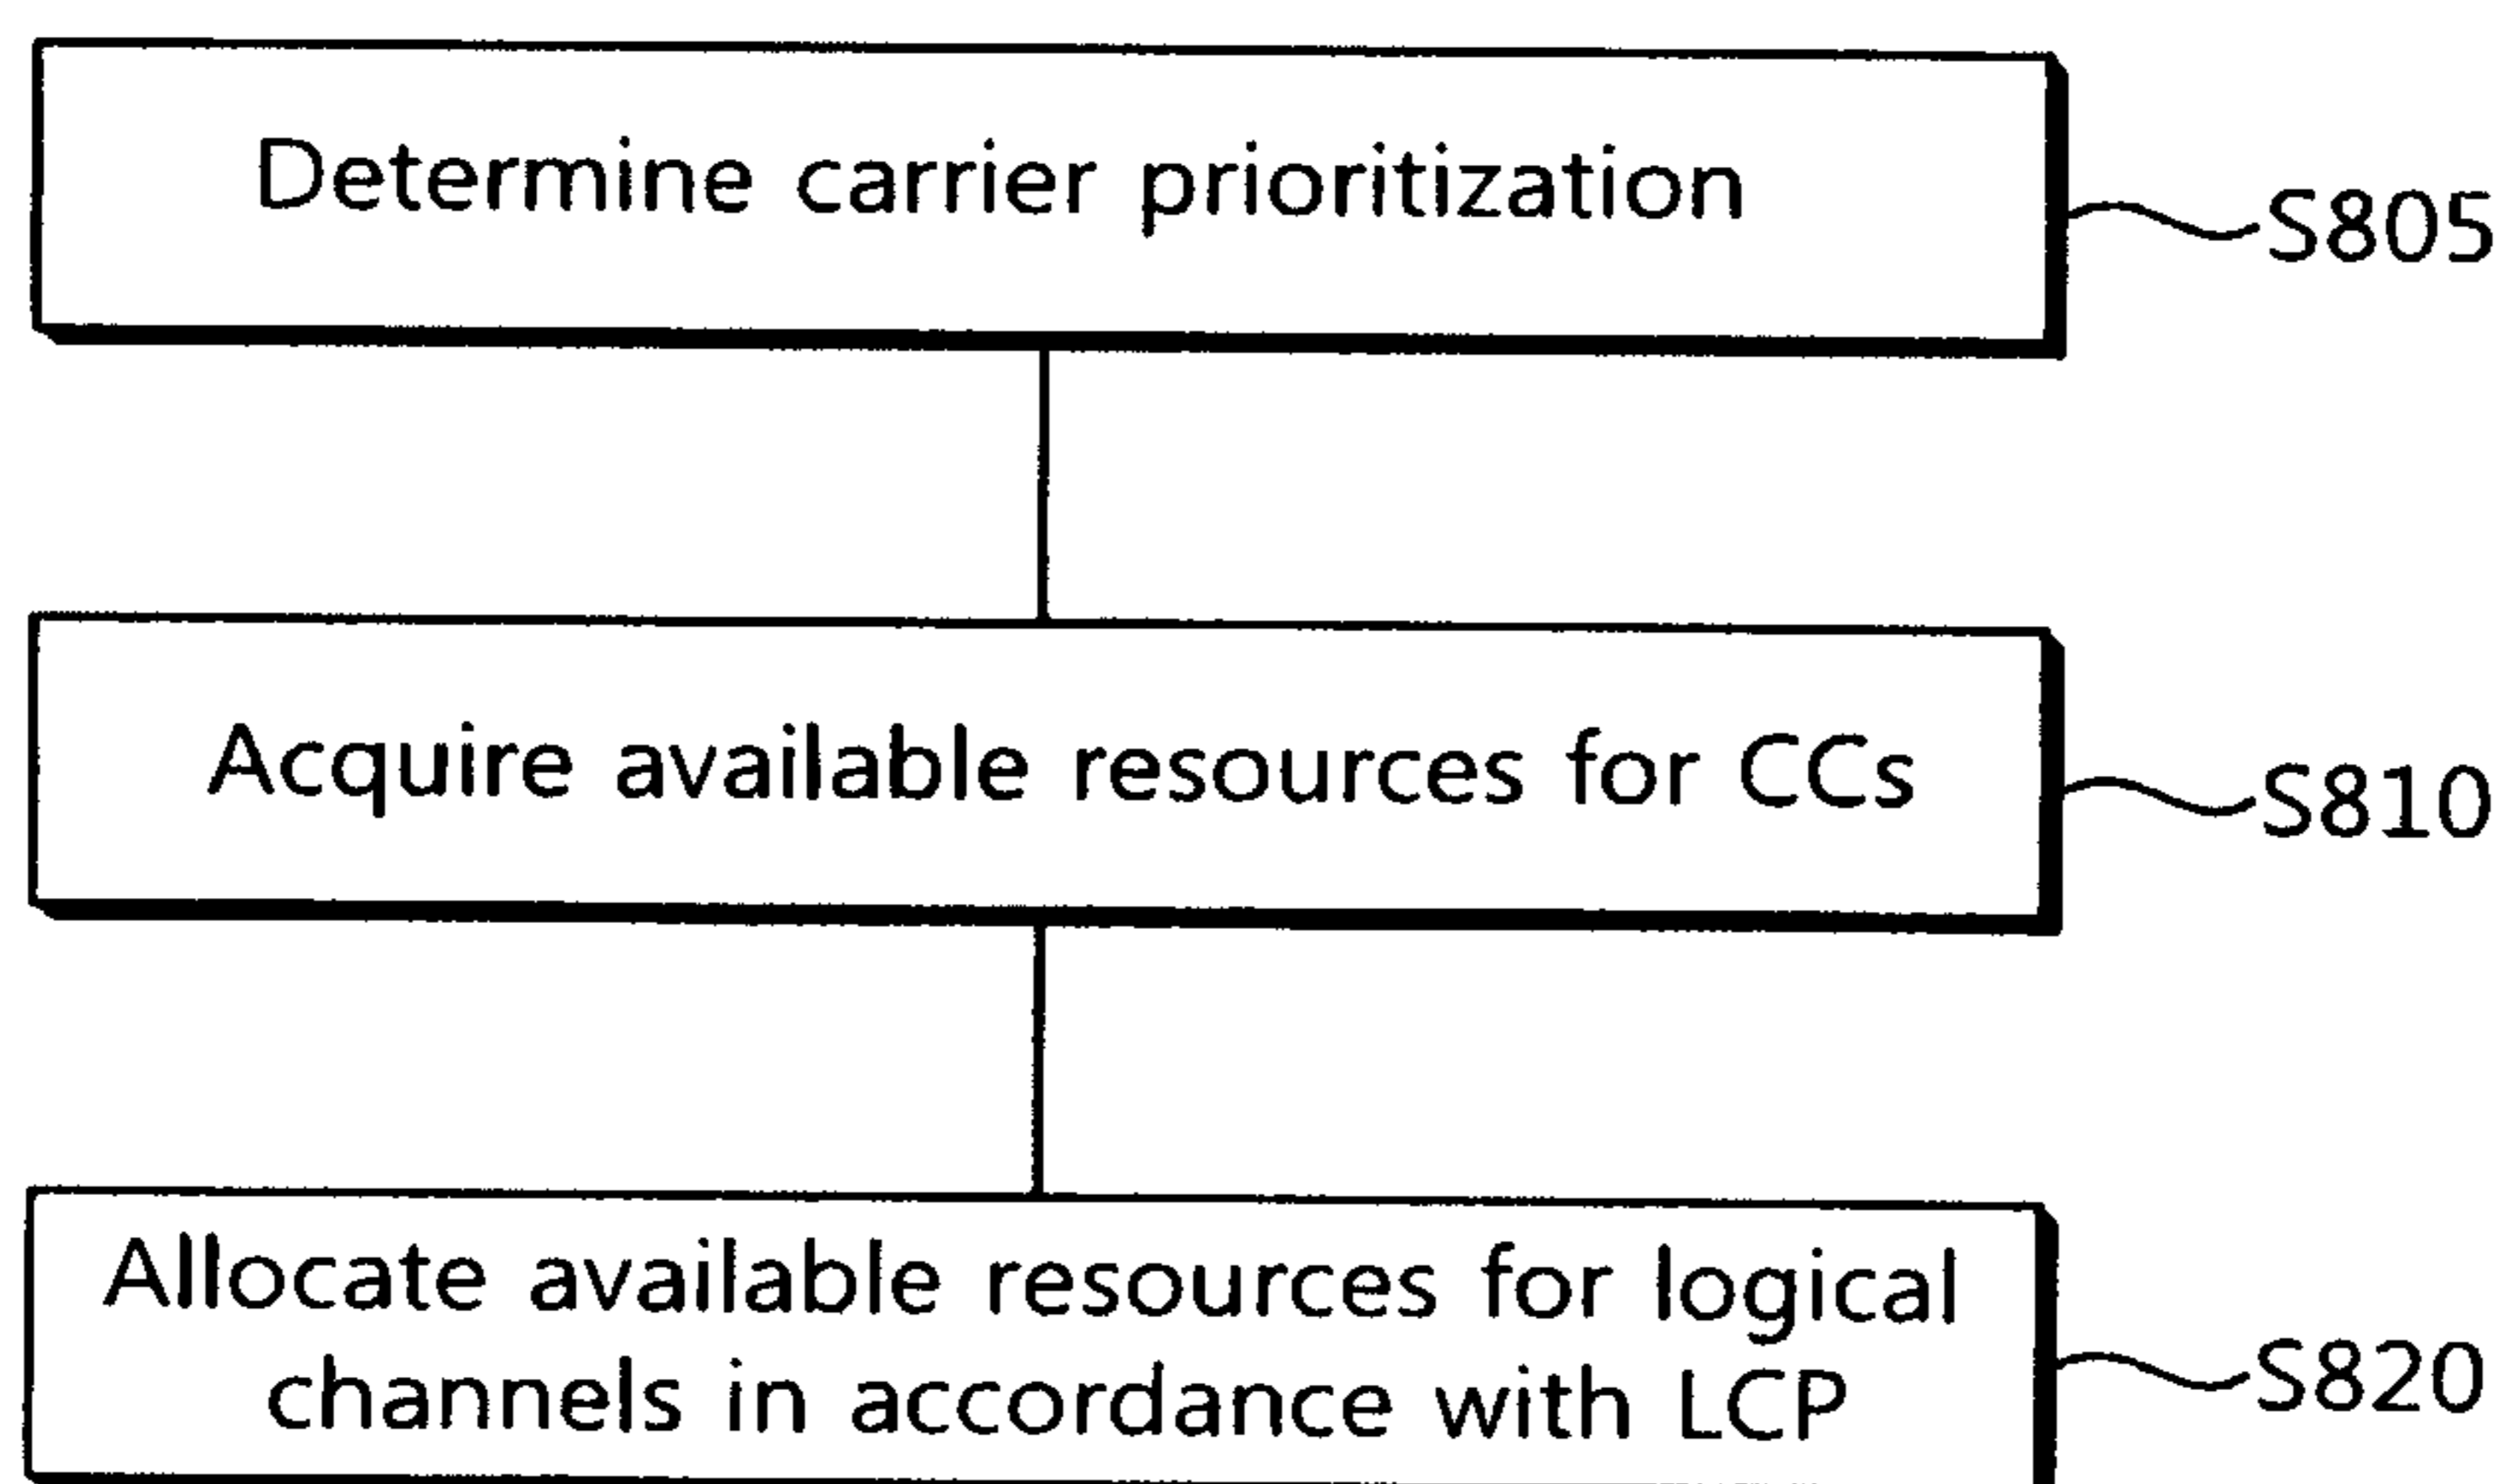 Determine carrier prioritization
S805
Acquire available resources for CCs
S810
Allocate available resources for logical
channels in accordance with LCP
S820